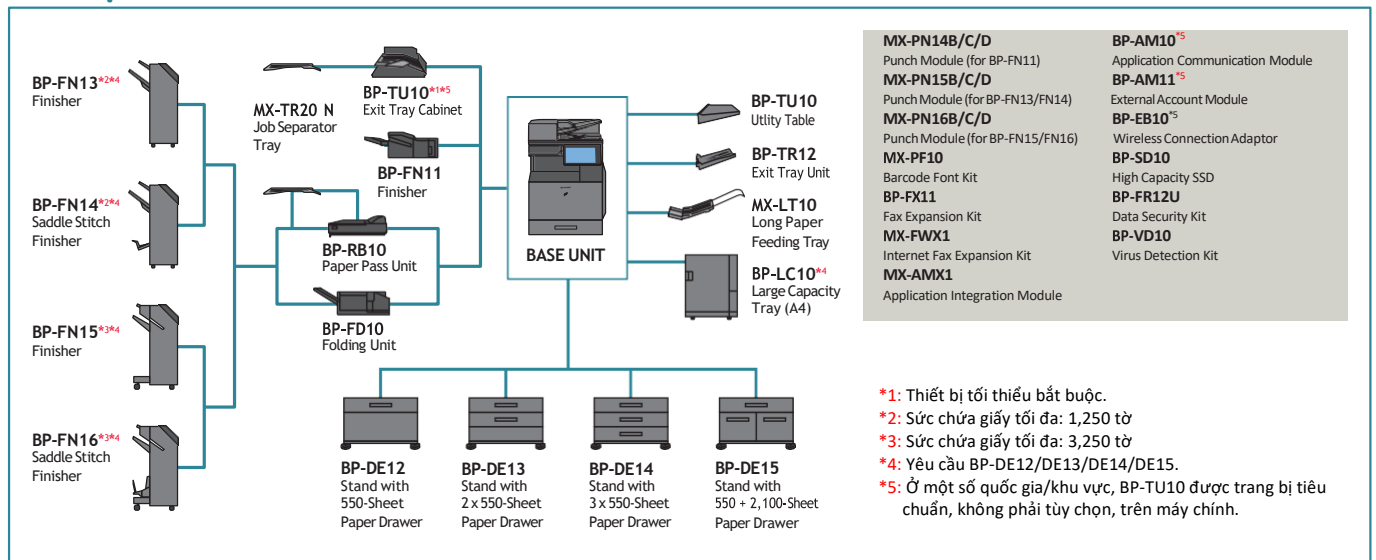 BP-FN13*2*4
Finisher
BP-FN14*2*4
Saddle Stitch
Finisher
BP-FN15*3*4
Finisher
BP-FN16*3*4
Saddle Stitch
Finisher
MX-TR20 N
Job Separator
Tray
BP-TU10*1*5
Exit Tray Cabinet
BP-FN11
Finisher
BP-RB10
Paper Pass Unit
BP-FD10
Folding Unit
BASE UNIT
BP-TU10
Utlity Table
BP-TR12
Exit Tray Unit
MX-LT10
Long Paper
Feeding Tray
BP-LC10*4
Large Capacity
Tray (A4)
BP-DE12
Stand with
550-Sheet
Paper Drawer
BP-DE13
Stand with
2 x 550-Sheet
Paper Drawer
BP-DE14
Stand with
3 x 550-Sheet
Paper Drawer
BP-DE15
Stand with
550 + 2,100-Sheet
Paper Drawer
MX-PN14B/C/D
Punch Module (for BP-FN11)
MX-PN15B/C/D
Punch Module (for BP-FN13/FN14)
MX-PN16B/C/D
Punch Module (for BP-FN15/FN16)
MX-PF10
Barcode Font Kit
BP-FX11
Fax Expansion Kit
MX-FWX1
Internet Fax Expansion Kit
MX-AMX1
Application Integration Module
BP-AM10*5
Application Communication Module
BP-AM11*5
External Account Module
BP-EB10*5
Wireless Connection Adaptor
BP-SD10
High Capacity SSD
BP-FR12U
Data Security Kit
BP-VD10
Virus Detection Kit
*1: Thiết bị tối thiểu bắt buộc.
*2: Sức chứa giấy tối đa: 1,250 tờ
*3: Sức chứa giấy tối đa: 3,250 tờ
*4: Yêu cầu BP-DE12/DE13/DE14/DE15.
*5: Ở một số quốc gia/khu vực, BP-TU10 được trang bị tiêu
chuẩn, không phải tùy chọn, trên máy chính.